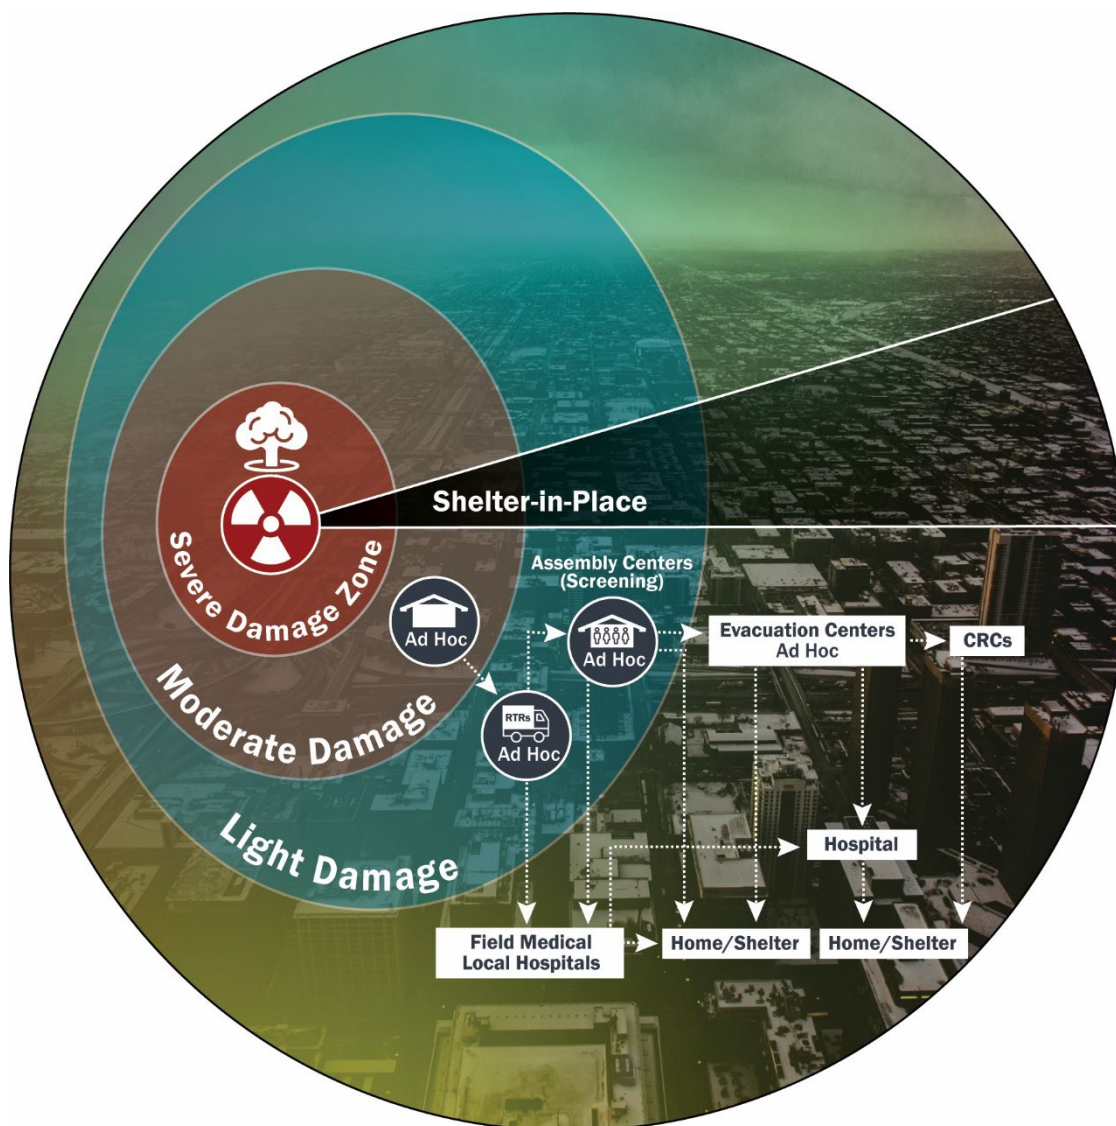 Shelter-in-Place
Severe Damage Zone
Moderate Damage
Light Damage
Ad Hoc
RTRs
Ad Hoc
Assembly Centers
(Screening)
Ad Hoc
Evacuation Centers
Ad Hoc
CRCs
Hospital
Field Medical
Local Hospitals
Home/Shelter
Home/Shelter